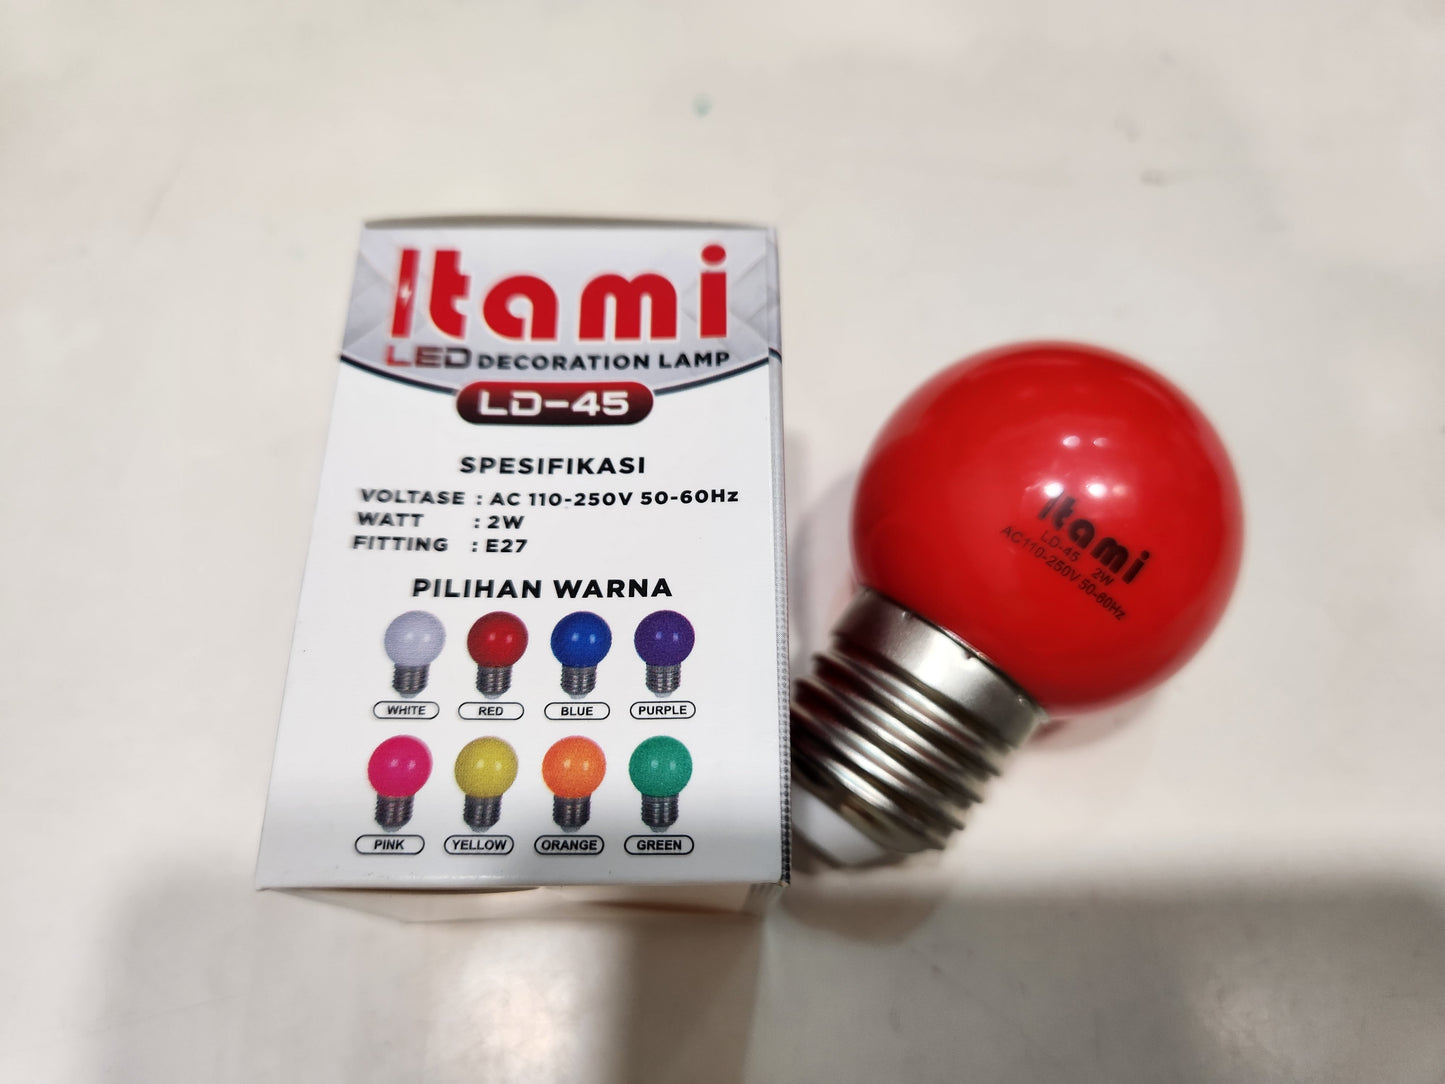 Itami
LED DECORATION LAMP
LD-45
SPESIFIKASI
VOLTASE : AC 110-250V 50-60Hz
WATT : 2W
FITTING : E27
PILIHAN WARNA
WHITE RED BLUE PURPLE
PINK YELLOW ORANGE GREEN
Itami
LD-45 2W
AC110-250V 50-60Hz